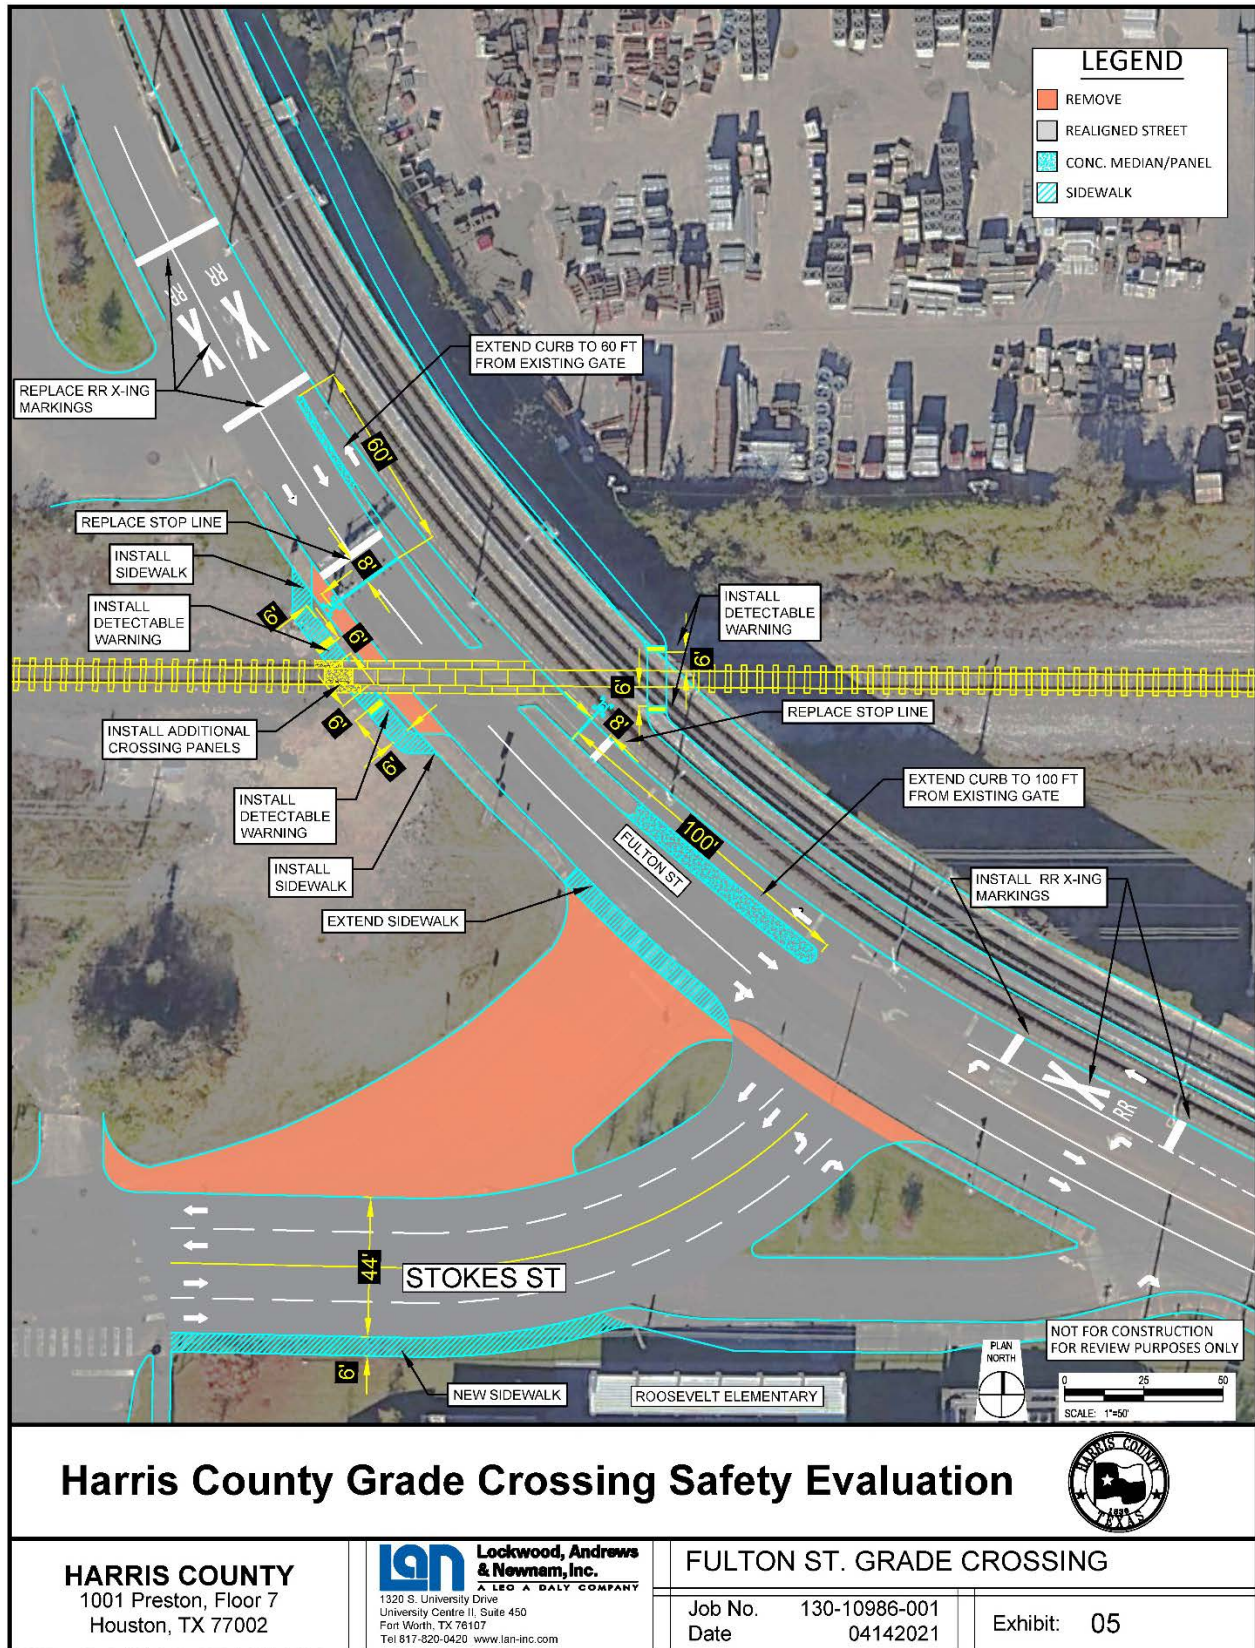 LEGEND
REMOVE
REALIGNED STREET
CONC. MEDIAN/PANEL
SIDEWALK
RR
RR
EXTEND CURB TO 60 FT
FROM EXISTING GATE
REPLACE RR X-ING
MARKINGS
60'
REPLACE STOP LINE
INSTALL
SIDEWALK
8'
INSTALL
DETECTABLE
WARNING
6'
6'
INSTALL
DETECTABLE
WARNING
6'
6'
REPLACE STOP LINE
8'
INSTALL ADDITIONAL
CROSSING PANELS
6'
6'
EXTEND CURB TO 100 FT
FROM EXISTING GATE
INSTALL
DETECTABLE
WARNING
100'
FULTON ST
INSTALL
SIDEWALK
INSTALL RR X-ING
MARKINGS
EXTEND SIDEWALK
RR
44'
STOKES ST
6'
NEW SIDEWALK
ROOSEVELT ELEMENTARY
PLAN
NORTH
NOT FOR CONSTRUCTION
FOR REVIEW PURPOSES ONLY
0 25 50
SCALE: 1"=50'
Harris County Grade Crossing Safety Evaluation
HARRIS COUNTY
TEXAS
HARRIS COUNTY
1001 Preston, Floor 7
Houston, TX 77002
Lan
Lockwood, Andrews
& Newnam, Inc.
A LEO A DALY COMPANY
1320 S. University Drive
University Centre II, Suite 450
Fort Worth, TX 76107
Tel 817-820-0420 www.lan-inc.com
FULTON ST. GRADE CROSSING
Job No. 130-10986-001
Date 04142021
Exhibit: 05